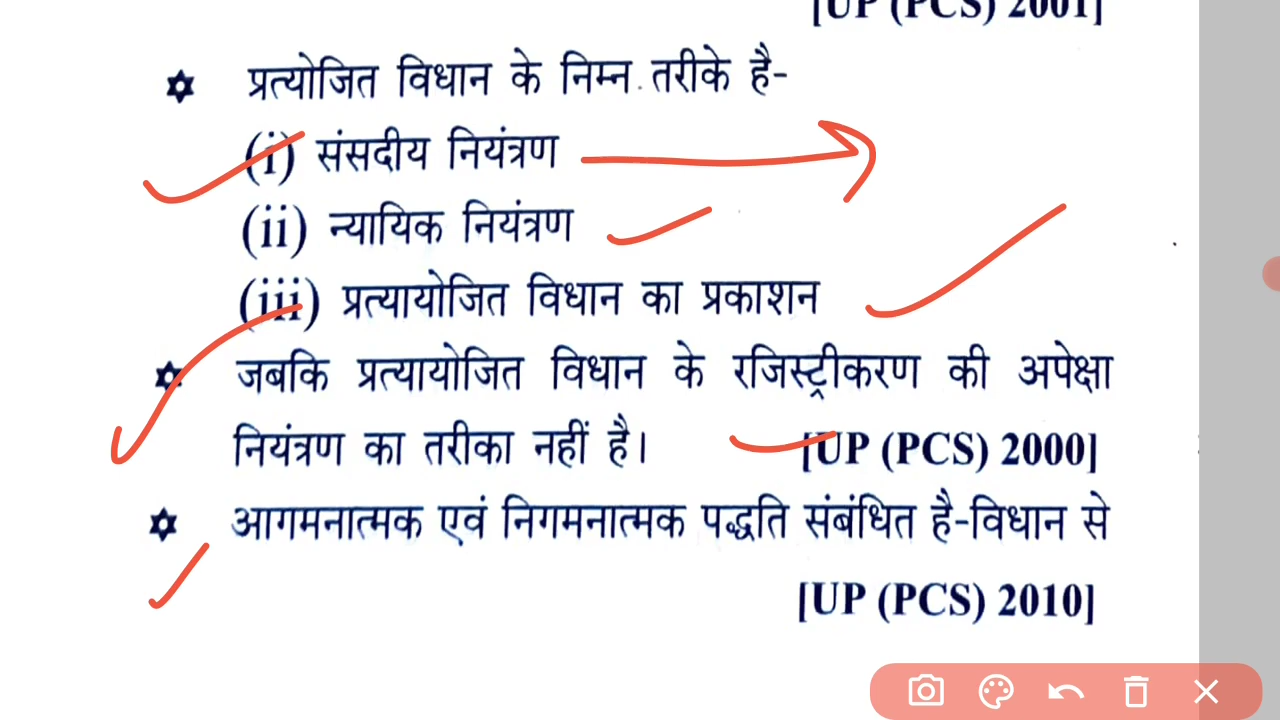 [UP (PCS) 2001]
प्रत्योजित विधान के निम्न तरीके है-
(i) संसदीय नियंत्रण
(ii) न्यायिक नियंत्रण
(iii) प्रत्यायोजित विधान का प्रकाशन
जबकि प्रत्यायोजित विधान के रजिस्ट्रीकरण की अपेक्षा
नियंत्रण का तरीका नहीं है। [UP (PCS) 2000]
आगमनात्मक एवं निगमनात्मक पद्धति संबंधित है-विधान से
[UP (PCS) 2010]